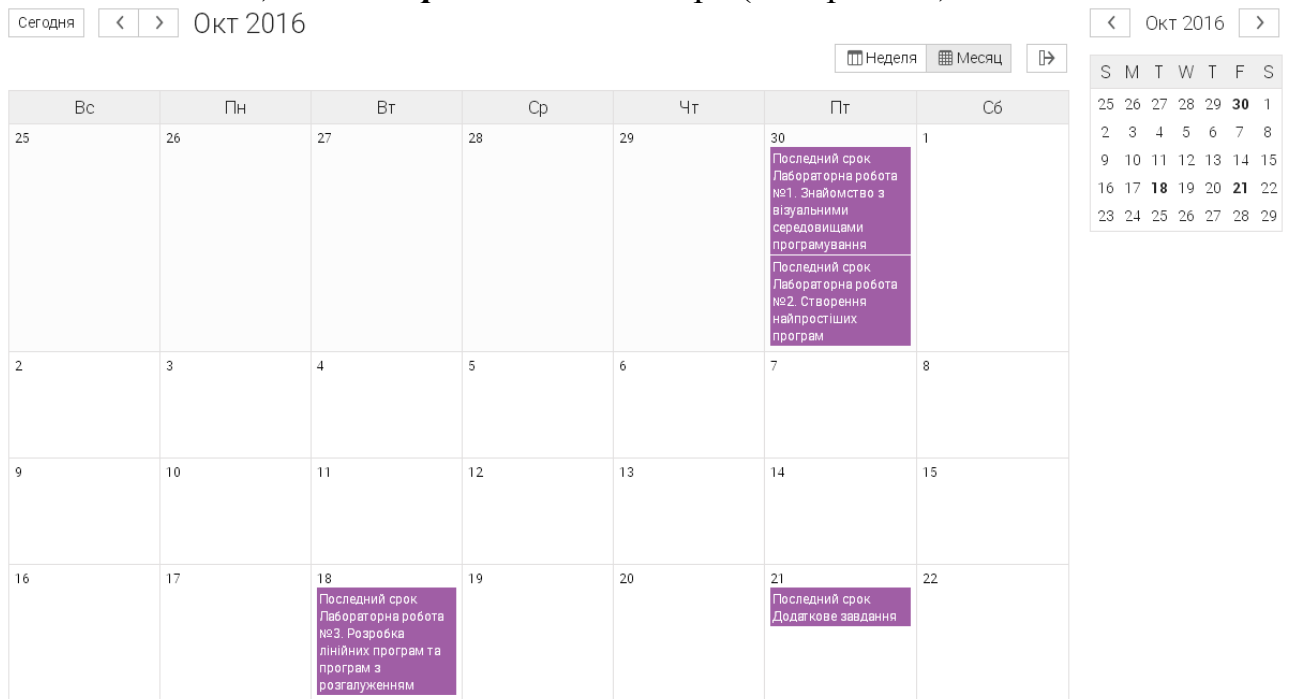 Сегодня
Окт 2016
Неделя Месяц
Вс Пн Вт Ср Чт Пт Сб
25 26 27 28 29 30 1
Последний срок
Лабораторна робота
№1. Знайомство з
візуальними
середовищами
програмування
Последний срок
Лабораторна робота
№2. Створення
найпростіших
програм
2 3 4 5 6 7 8
9 10 11 12 13 14 15
16 17 18 19 20 21 22
Последний срок
Лабораторна робота
№3. Розробка
лінійних програм та
програм з
розгалуженням
Последний срок
Додаткове завдання
Окт 2016
S M T W T F S
25 26 27 28 29 30 1
2 3 4 5 6 7 8
9 10 11 12 13 14 15
16 17 18 19 20 21 22
23 24 25 26 27 28 29